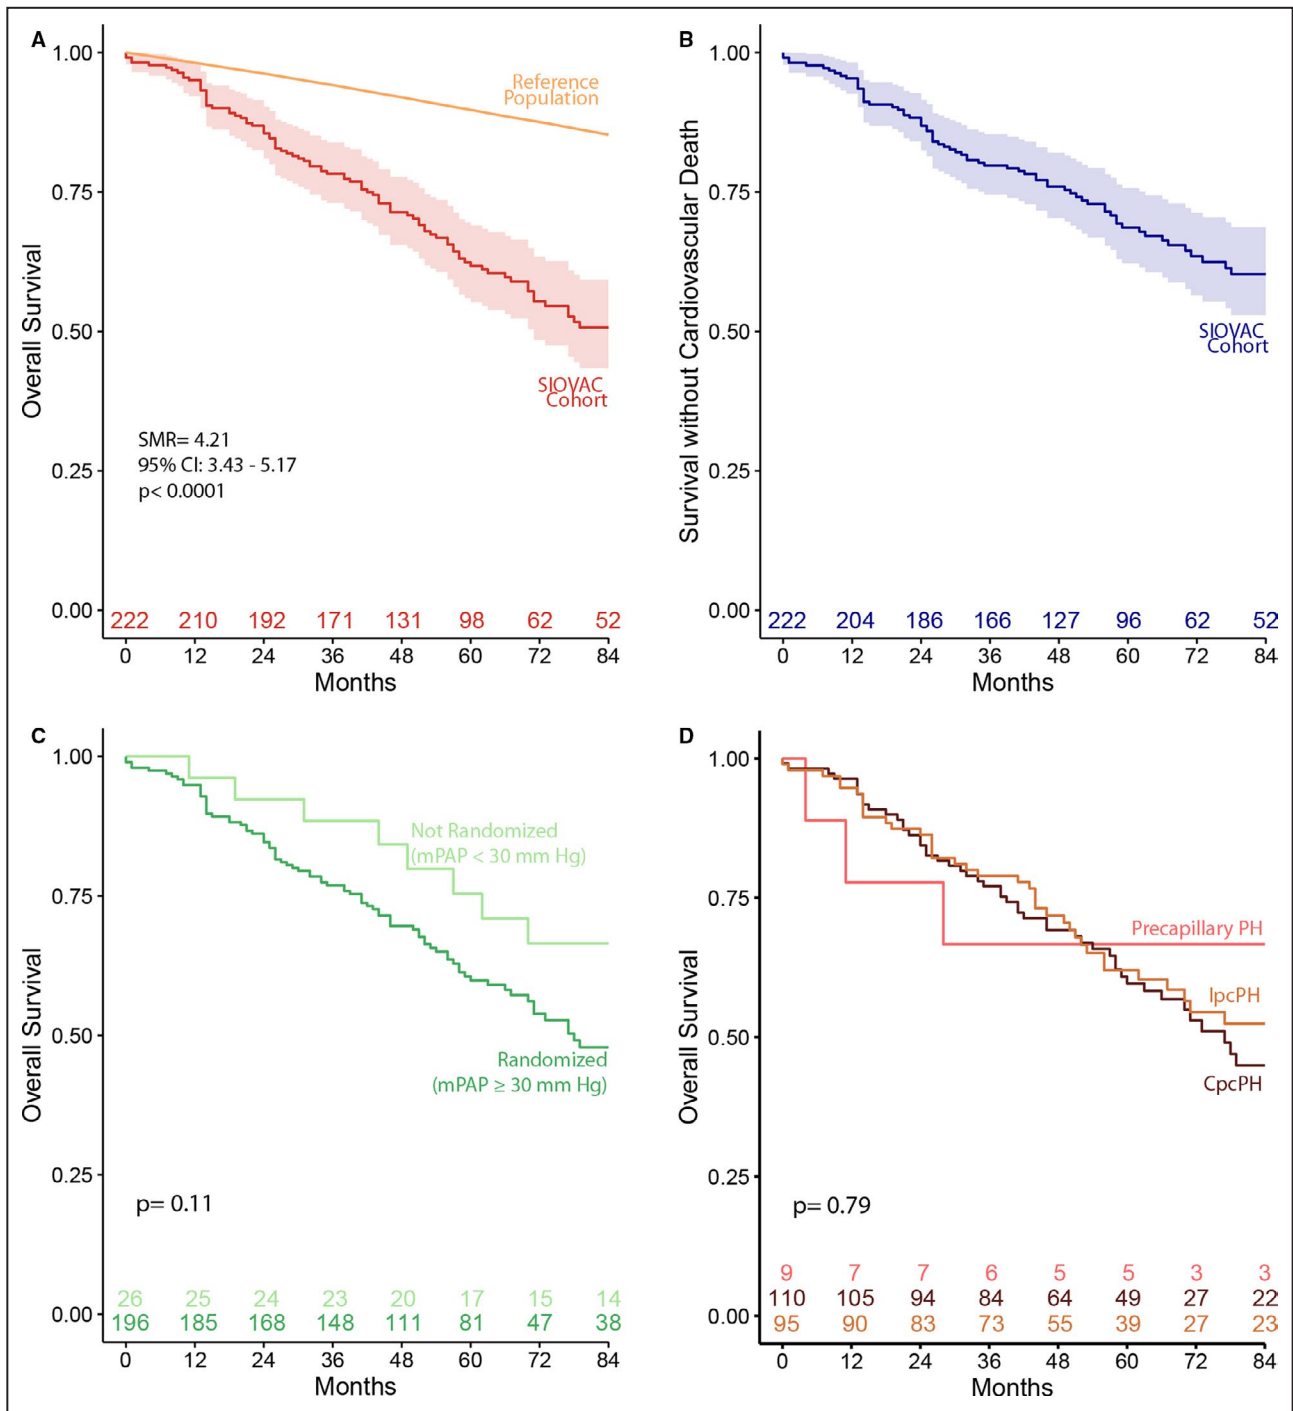 A
Overall Survival
1.00
0.75
0.50
0.25
0.00
Reference
Population
SIOVAC
Cohort
SMR= 4.21
95% CI: 3.43 - 5.17
p< 0.0001
222 210 192 171 131 98 62 52
0 12 24 36 48 60 72 84
Months
B
Survival without Cardiovascular Death
1.00
0.75
0.50
0.25
0.00
SIOVAC
Cohort
222 204 186 166 127 96 62 52
0 12 24 36 48 60 72 84
Months
C
Overall Survival
1.00
0.75
0.50
0.25
0.00
Not Randomized
(mPAP < 30 mm Hg)
Randomized
(mPAP ≥ 30 mm Hg)
p= 0.11
26 25 24 23 20 17 15 14
196 185 168 148 111 81 47 38
0 12 24 36 48 60 72 84
Months
D
Overall Survival
1.00
0.75
0.50
0.25
0.00
Precapillary PH
IpcPH
CpcPH
p= 0.79
9 7 7 6 5 5 3 3
110 105 94 84 64 49 27 22
95 90 83 73 55 39 27 23
0 12 24 36 48 60 72 84
Months